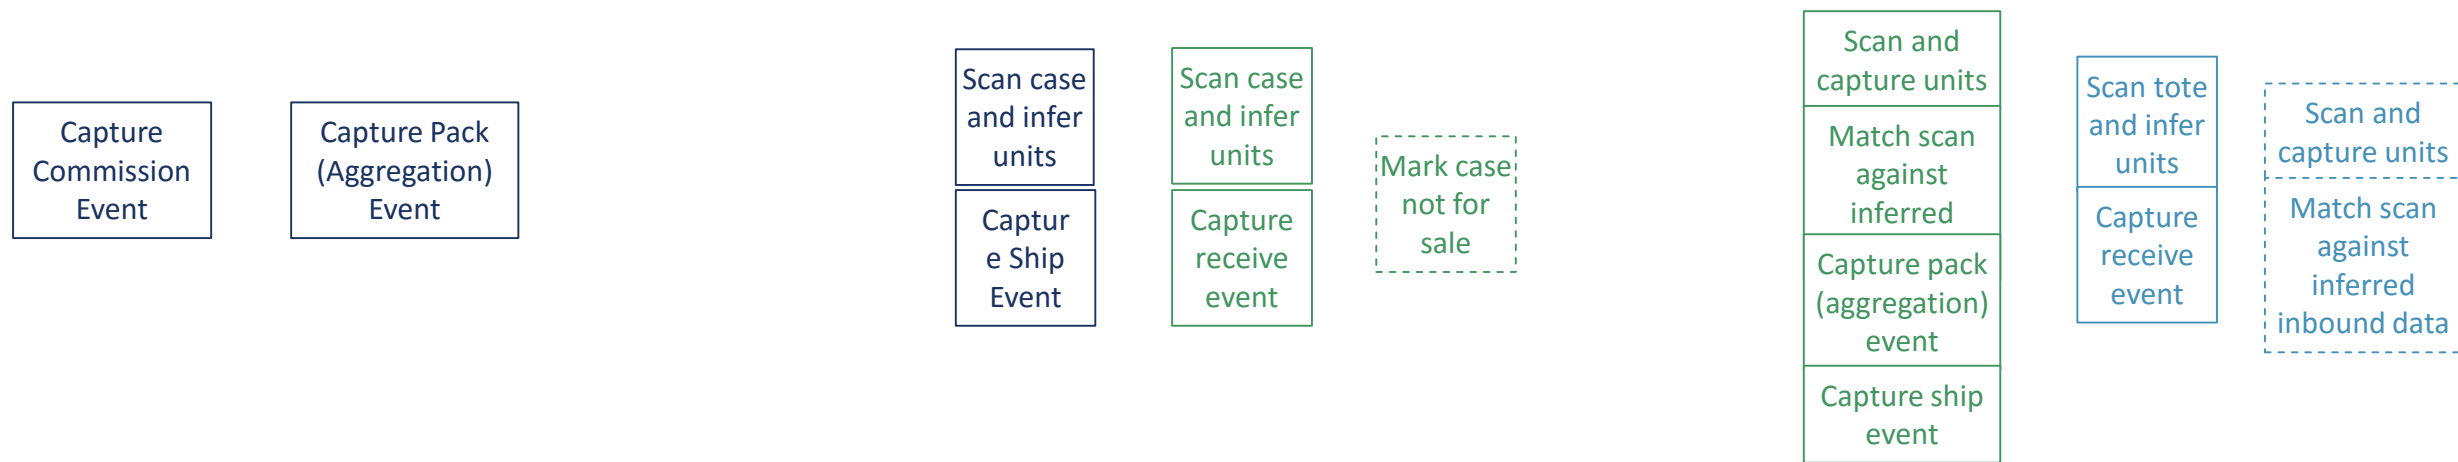 Capture
Commission
Event
Capture Pack
(Aggregation)
Event
Scan case
and infer
units
Captur
e Ship
Event
Scan case
and infer
units
Capture
receive
event
Mark case
not for
sale
Scan and
capture units
Match scan
against
inferred
Capture pack
(aggregation)
event
Capture ship
event
Scan tote
and infer
units
Capture
receive
event
Scan and
capture units
Match scan
against
inferred
inbound data